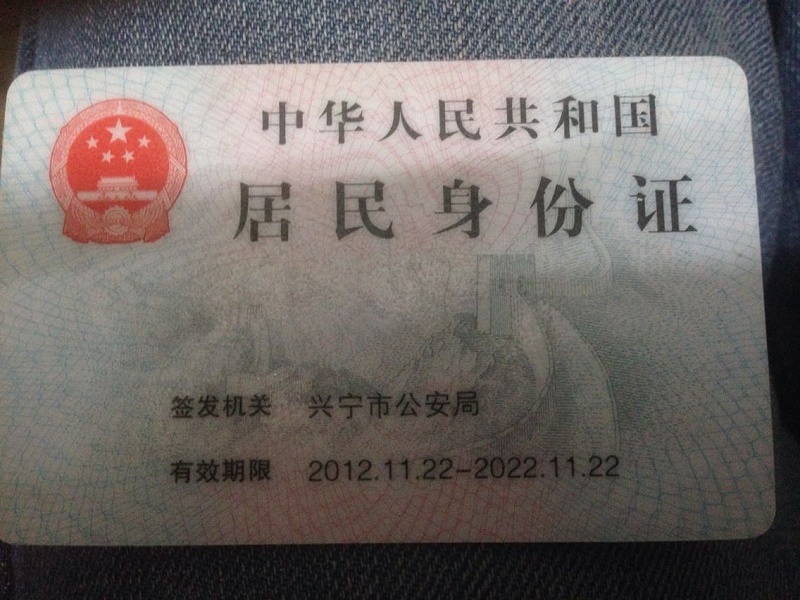 中华人民共和国
居民身份证
签发机关 兴宁市公安局
有效期限 2012.11.22-2022.11.22